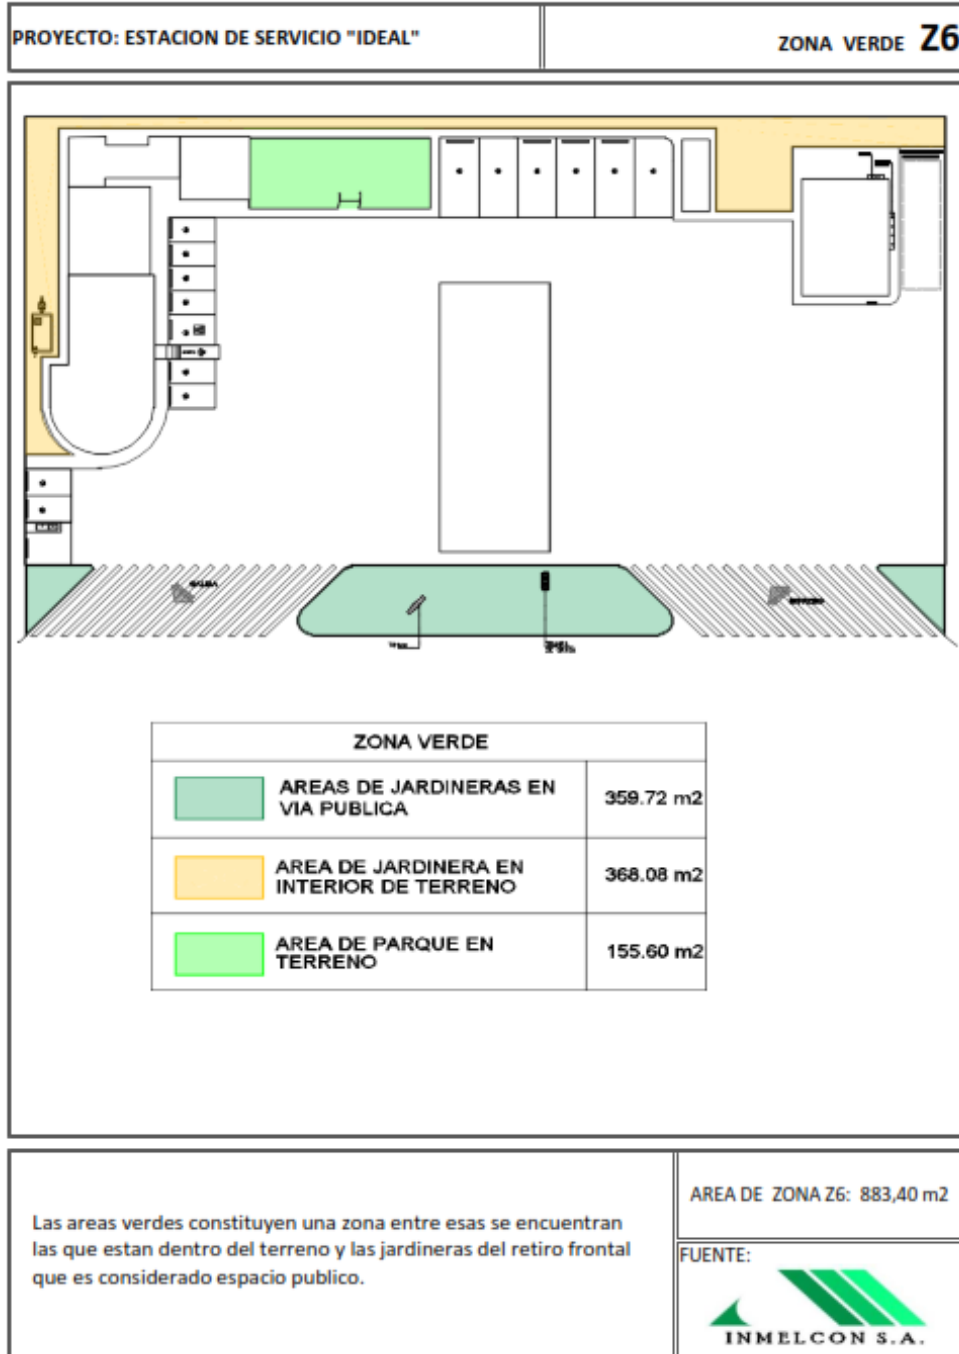 PROYECTO: ESTACION DE SERVICIO "IDEAL"
ZONA VERDE Z6
ZONA VERDE
AREAS DE JARDINERAS EN
VIA PUBLICA
359.72 m2
AREA DE JARDINERA EN
INTERIOR DE TERRENO
368.08 m2
AREA DE PARQUE EN
TERRENO
155.60 m2
Las areas verdes constituyen una zona entre esas se encuentran
las que estan dentro del terreno y las jardineras del retiro frontal
que es considerado espacio publico.
AREA DE ZONA Z6: 883,40 m2
FUENTE:
INMELCON S.A.